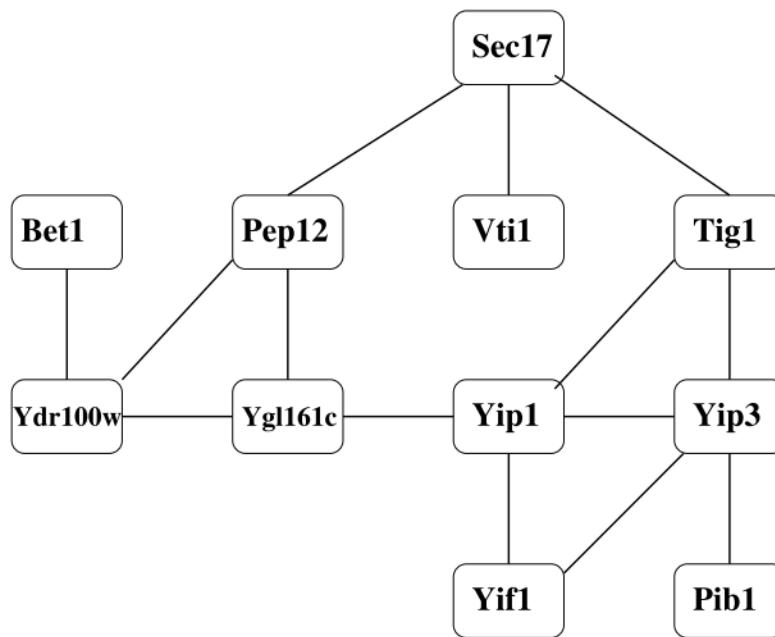 Sec17
Bet1
Pep12
Vti1
Tig1
Ydr100w
Ygl161c
Yip1
Yip3
Yif1
Pib1